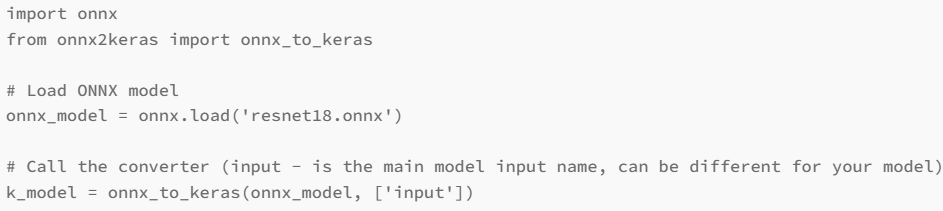 import onnx
from onnx2keras import onnx_to_keras
# Load ONNX model
onnx_model = onnx.load('resnet18.onnx')
# Call the converter (input - is the main model input name, can be different for your model)
k_model = onnx_to_keras(onnx_model, ['input'])